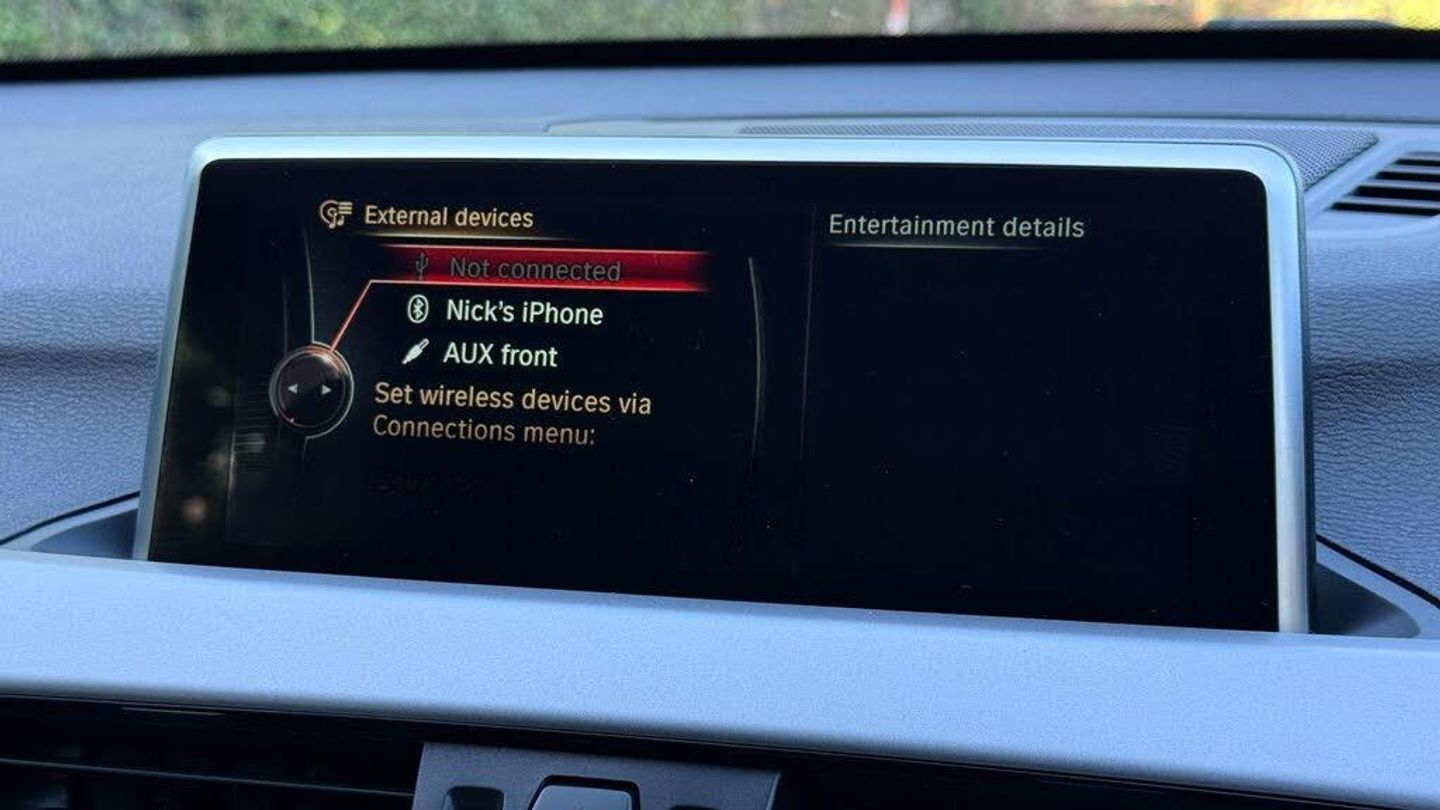 External devices
Not connected
Nick's iPhone
AUX front
Set wireless devices via
Connections menu:
Entertainment details